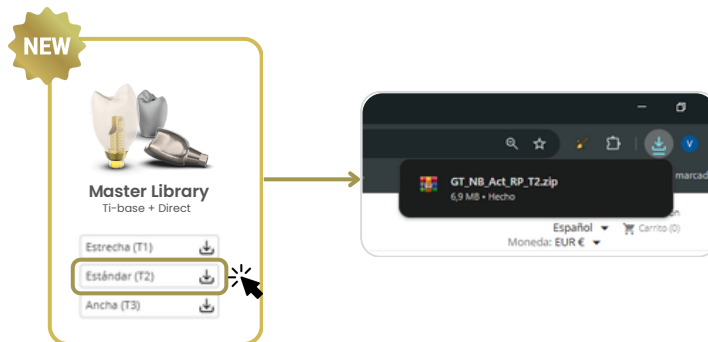 NEW
Master Library
Ti-base + Direct
Estrecha (T1)
Estándar (T2)
Ancha (T3)
V
GT_NB_Act_RP_T2.zip
6,9 MB • Hecho
marcad
Español
Carrito (0)
Moneda: EUR €